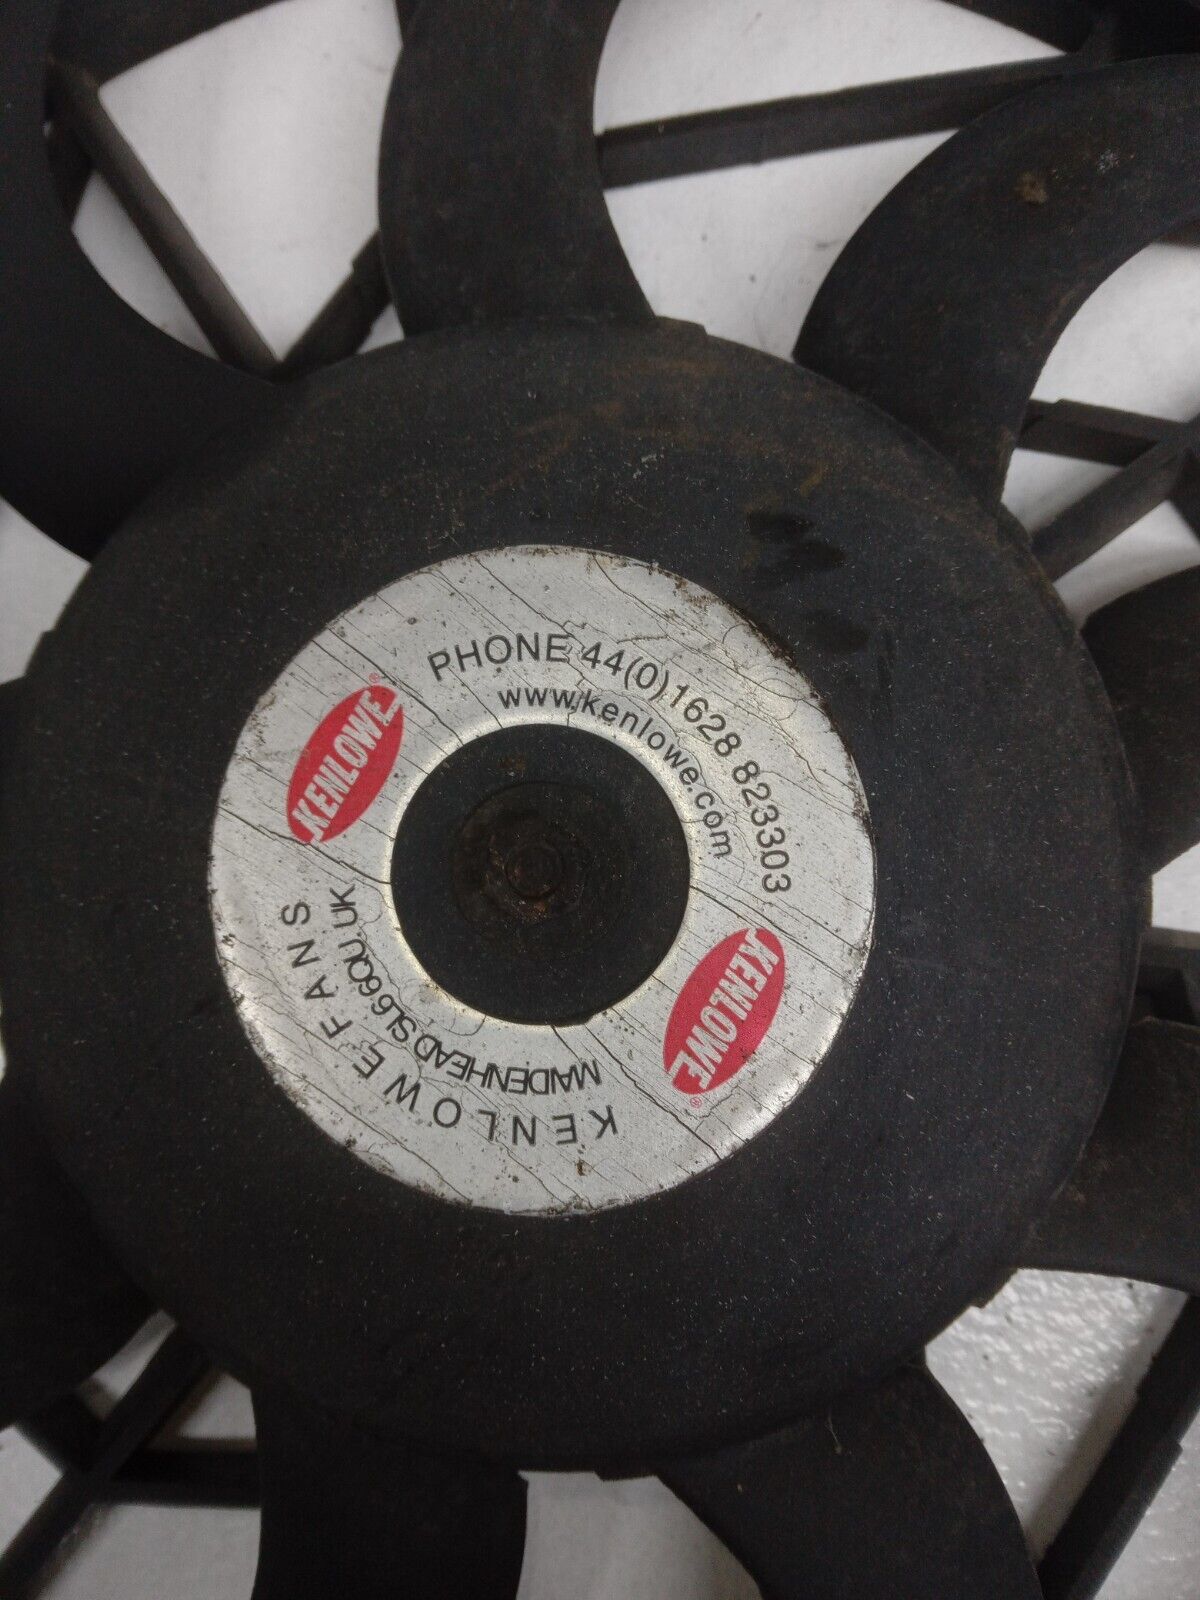 PHONE 44(0)1628 823303
www.kenlowe.com
KENLOWE®
KENLOWE®
KENLOWE FANS
MAIDENHEAD SL6 6QU UK